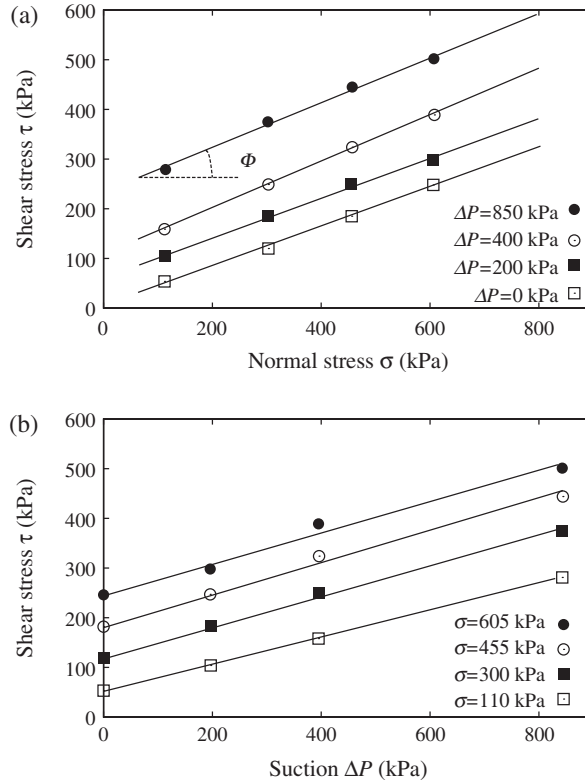 (a)
600
500
400
300
200
100
0
Shear stress τ (kPa)
Φ
ΔP=850 kPa
ΔP=400 kPa
ΔP=200 kPa
ΔP=0 kPa
0 200 400 600 800
Normal stress σ (kPa)
(b)
600
500
400
300
200
100
0
Shear stress τ (kPa)
σ=605 kPa
σ=455 kPa
σ=300 kPa
σ=110 kPa
0 200 400 600 800
Suction ΔP (kPa)